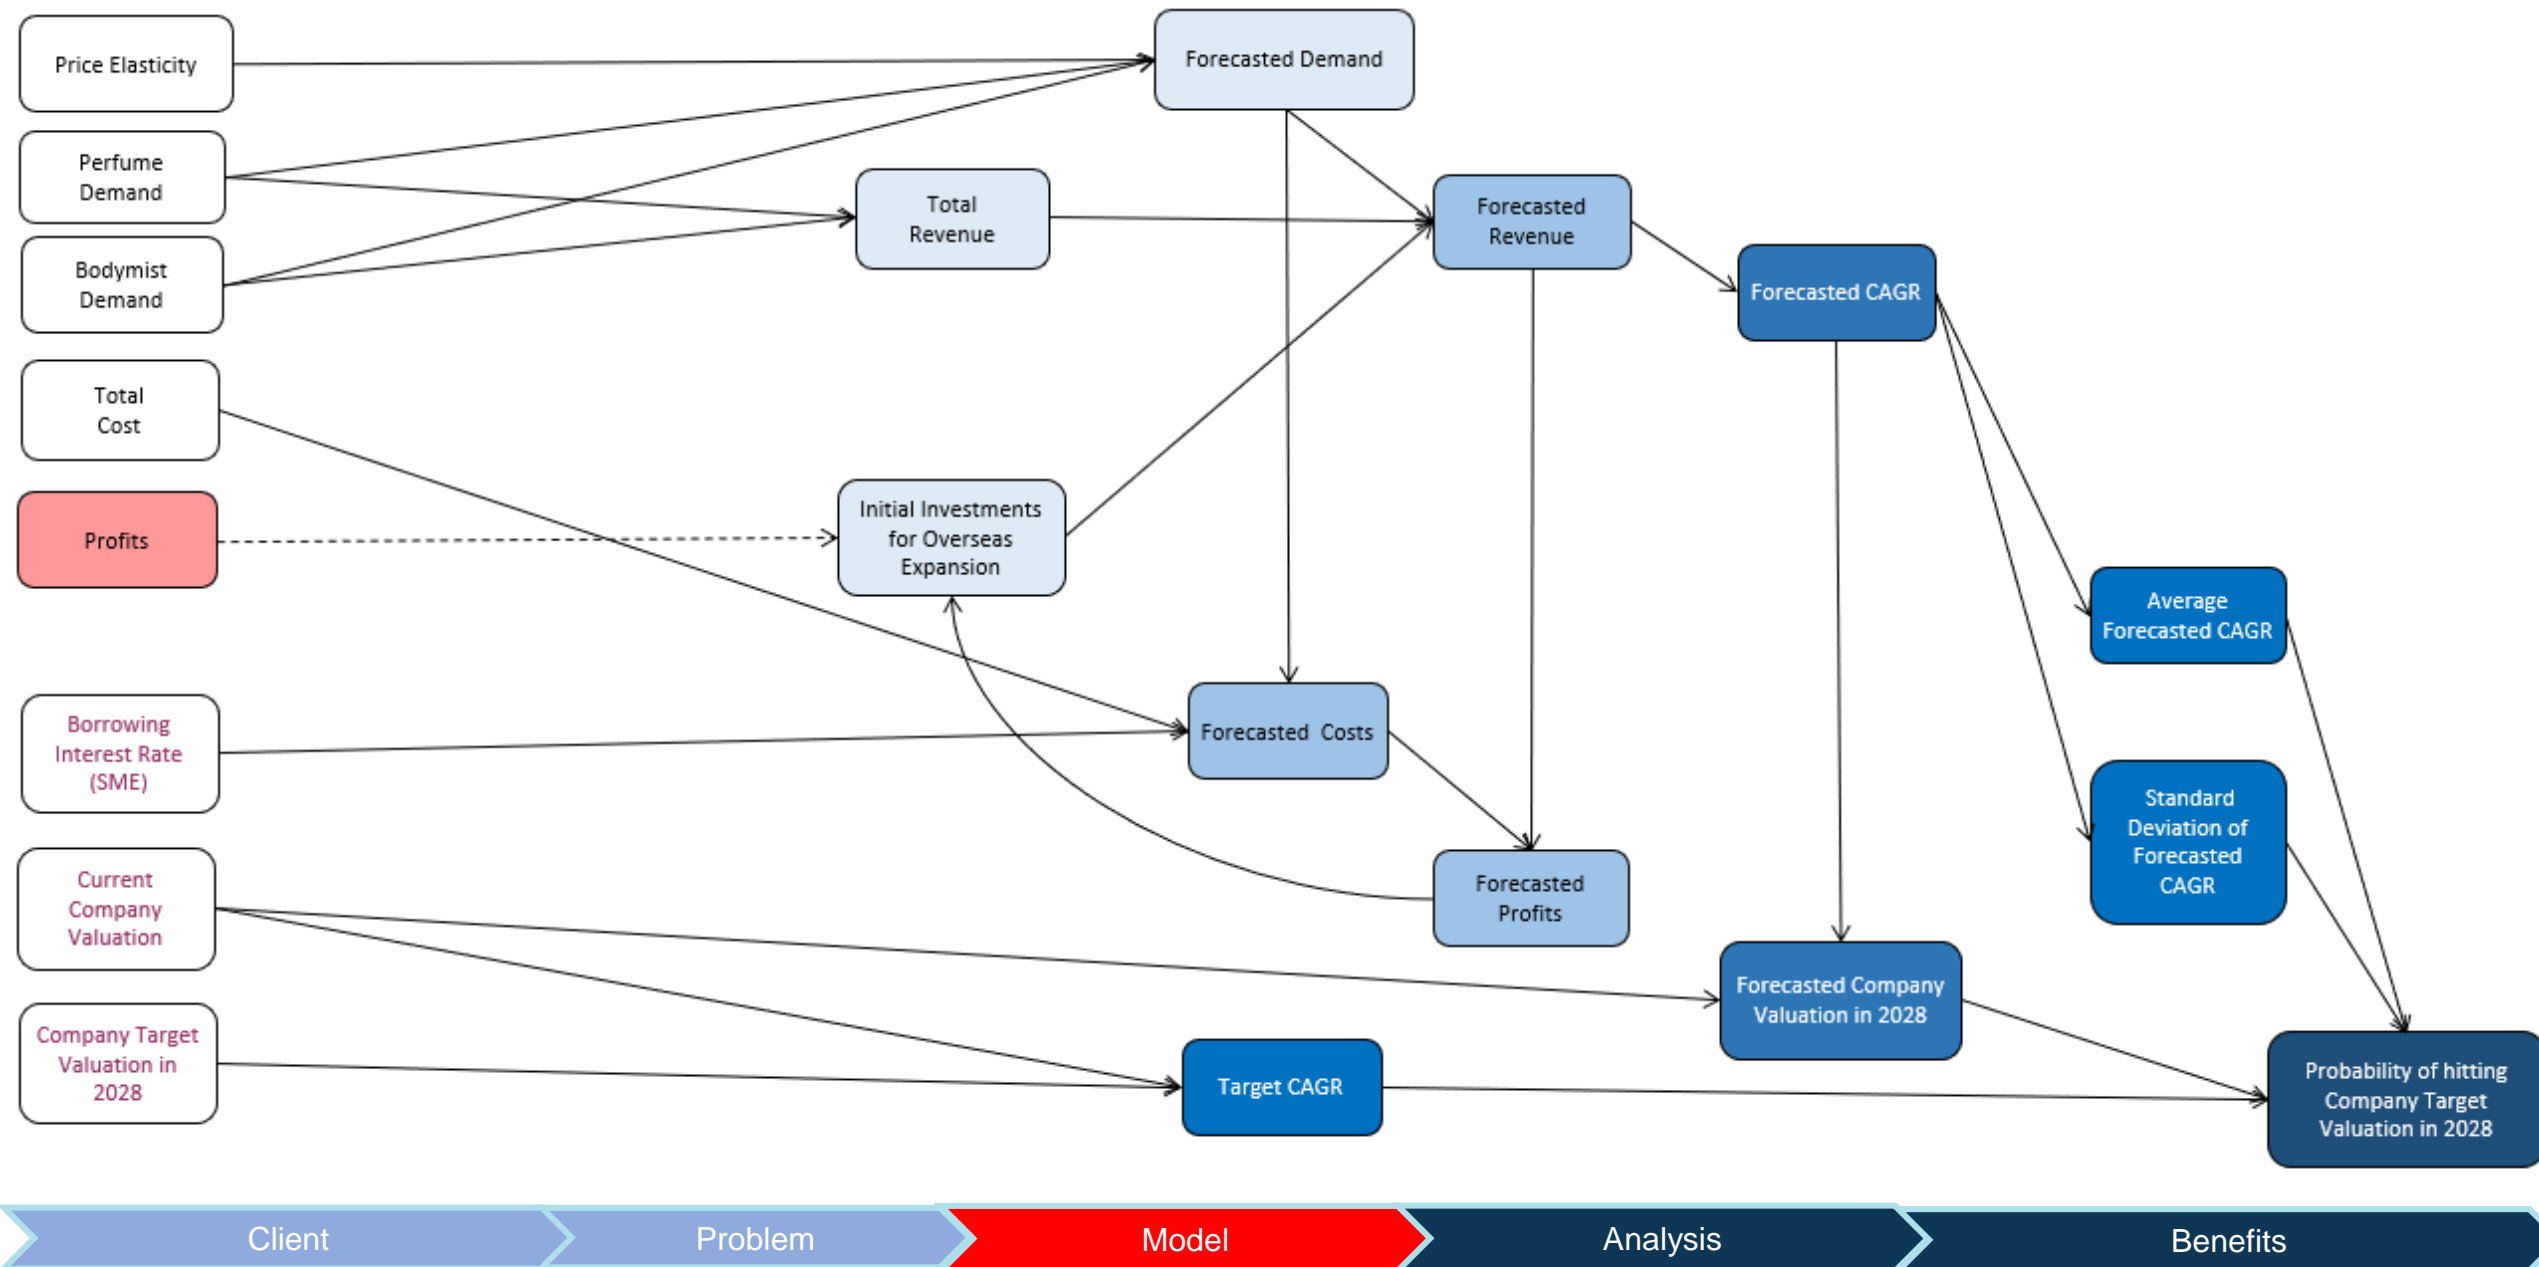 Price Elasticity
Forecasted Demand
Perfume
Demand
Total
Revenue
Forecasted
Revenue
Bodymist
Demand
Forecasted CAGR
Total
Cost
Profits
Initial Investments
for Overseas
Expansion
Average
Forecasted CAGR
Borrowing
Interest Rate
(SME)
Forecasted Costs
Standard
Deviation of
Forecasted
CAGR
Current
Company
Valuation
Forecasted
Profits
Forecasted Company
Valuation in 2028
Company Target
Valuation in
2028
Target CAGR
Probability of hitting
Company Target
Valuation in 2028
Client
Problem
Model
Analysis
Benefits